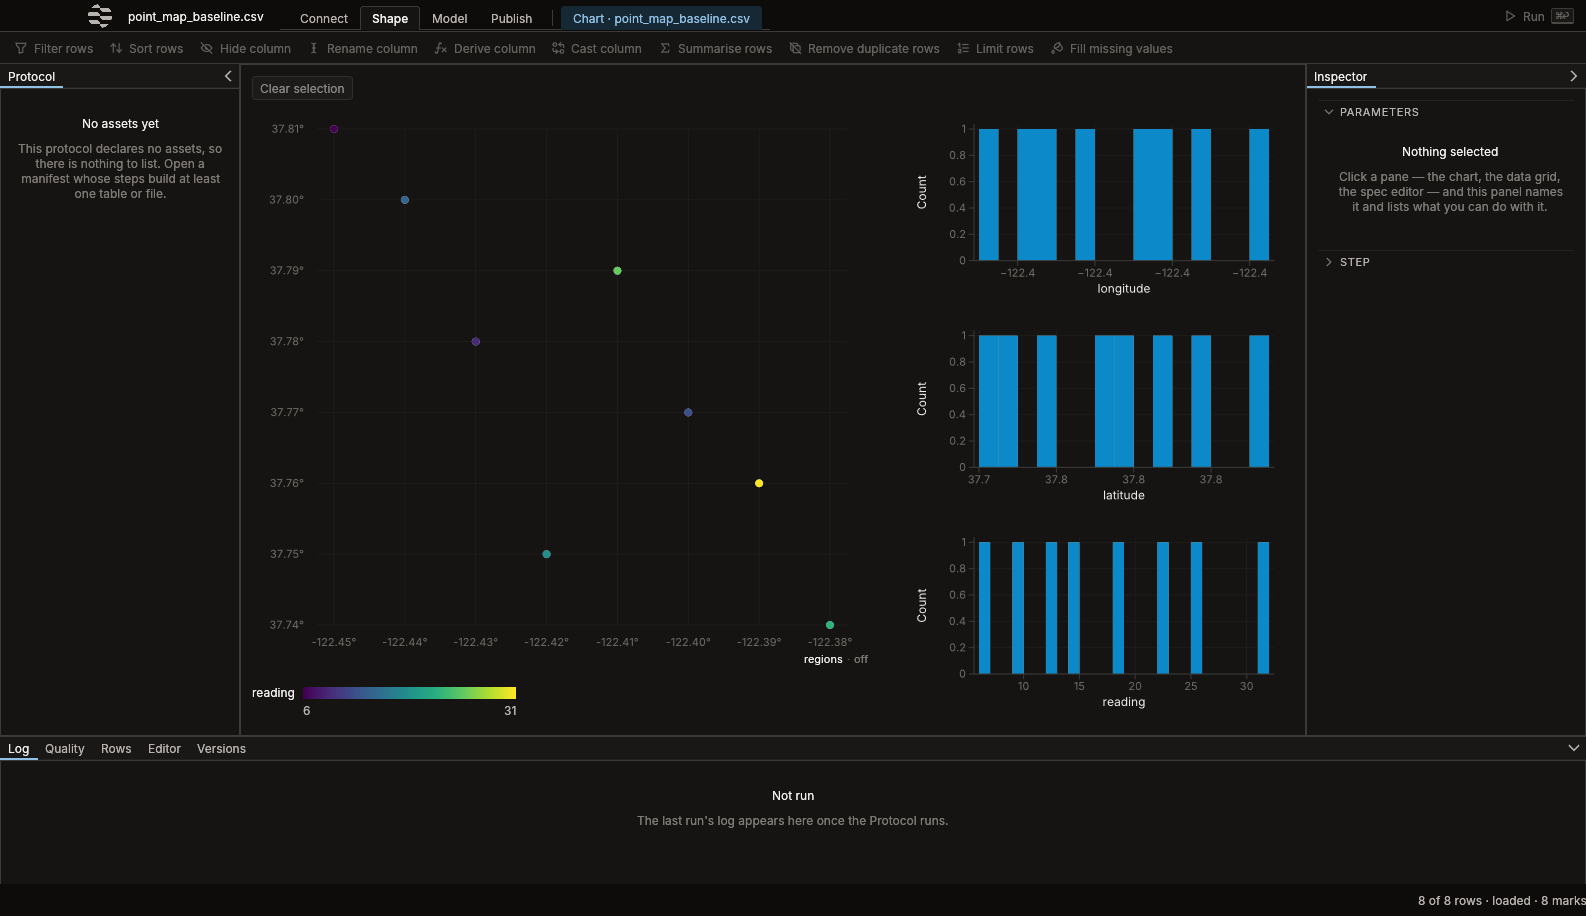 point_map_baseline.csv
Connect
Shape
Model
Publish
Chart · point_map_baseline.csv
Run
Filter rows
Sort rows
Hide column
Rename column
Derive column
Cast column
Summarise rows
Remove duplicate rows
Limit rows
Fill missing values
Protocol
No assets yet
This protocol declares no assets, so
there is nothing to list. Open a
manifest whose steps build at least
one table or file.
Clear selection
37.81°
37.80°
37.79°
37.78°
37.77°
37.76°
37.75°
37.74°
-122.45°
-122.44°
-122.43°
-122.42°
-122.41°
-122.40°
-122.39°
-122.38°
regions · off
reading
6
31
Count
1
0.8
0.6
0.4
0.2
0
−122.4
−122.4
−122.4
−122.4
longitude
Count
1
0.8
0.6
0.4
0.2
0
37.7
37.8
37.8
37.8
latitude
Count
1
0.8
0.6
0.4
0.2
0
10
15
20
25
30
reading
Inspector
PARAMETERS
Nothing selected
Click a pane — the chart, the data grid,
the spec editor — and this panel names
it and lists what you can do with it.
STEP
Log
Quality
Rows
Editor
Versions
Not run
The last run's log appears here once the Protocol runs.
8 of 8 rows · loaded · 8 marks